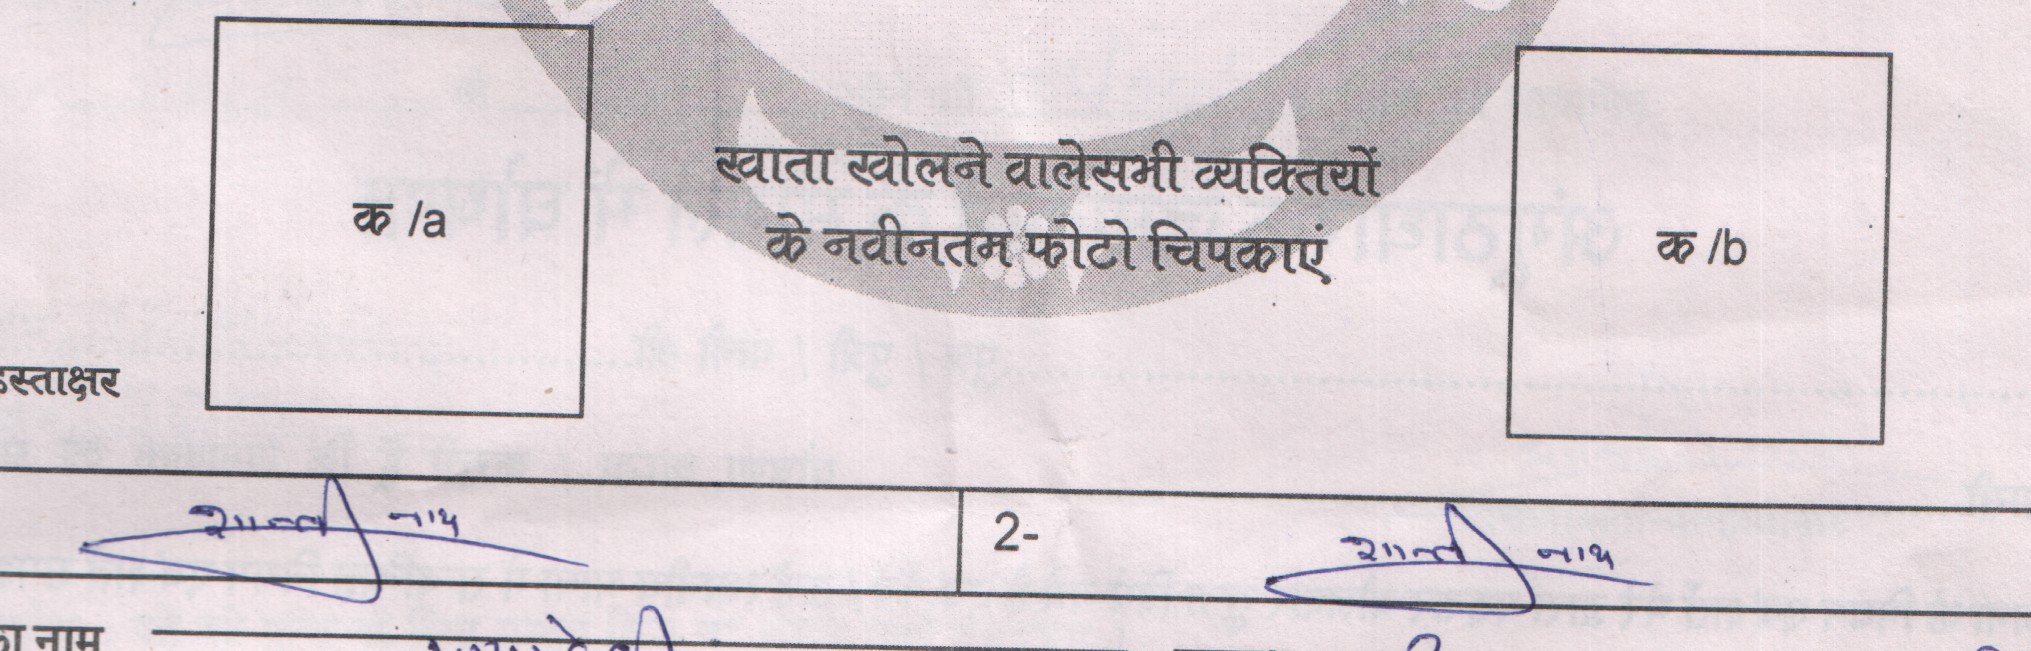 खाता खोलने वालेसभी व्यक्तियों
के नवीनतम फोटो चिपकाएं
क /a
क /b
हस्ताक्षर
नाथ
2-
नाथ
का नाम